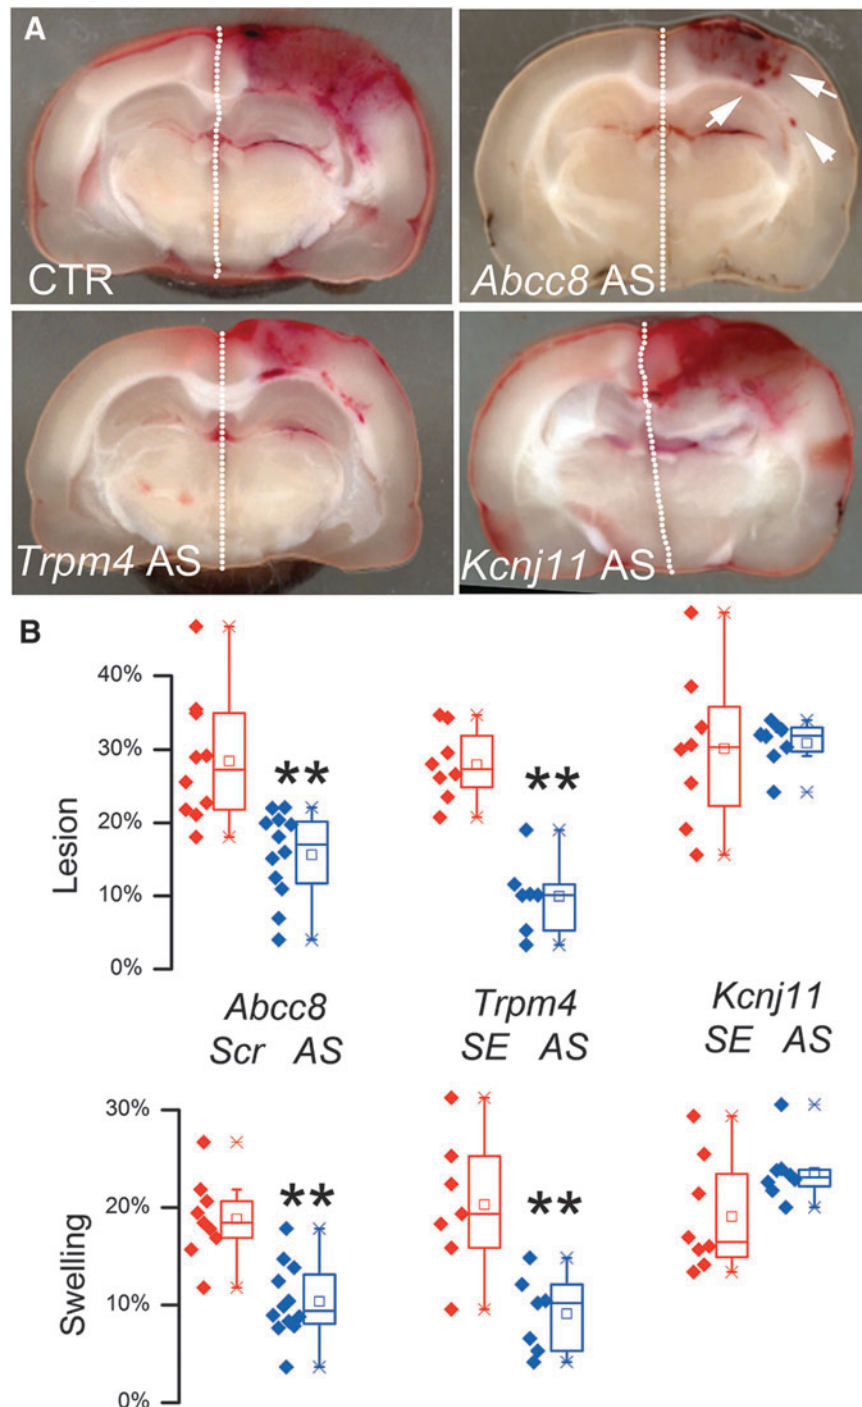 A
CTR
Abcc8 AS
Trpm4 AS
Kcnj11 AS
B
Lesion
40%
30%
20%
10%
0%
**
**
Abcc8
Scr AS
Trpm4
SE AS
Kcnj11
SE AS
Swelling
30%
20%
10%
0%
**
**